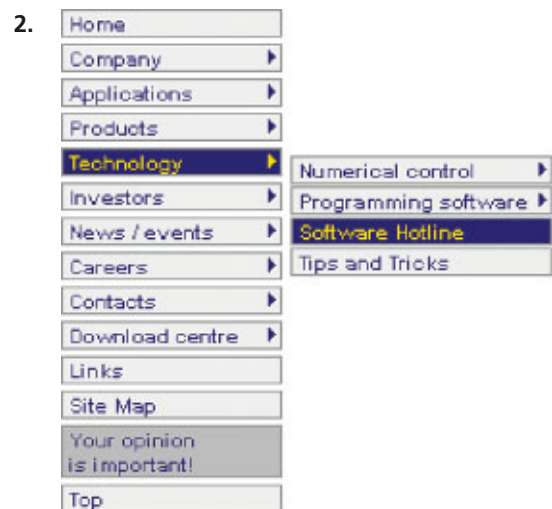 2.
Home
Company
Applications
Products
Technology
Investors
News / events
Careers
Contacts
Download centre
Links
Site Map
Your opinion
is important!
Top
Numerical control
Programming software
Software Hotline
Tips and Tricks